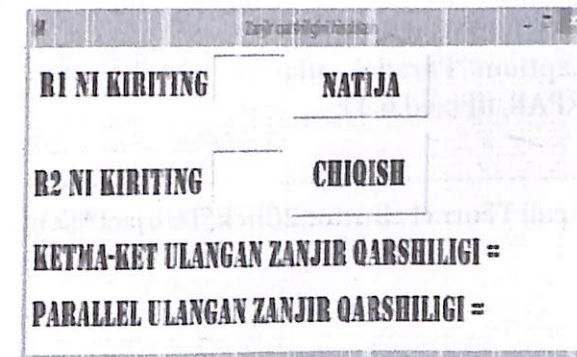 R1 NI KIRITING
NATIJA
R2 NI KIRITING
CHIQISH
KETMA-KET ULANGAN ZANJIR QARSHILIGI =
PARALLEL ULANGAN ZANJIR QARSHILIGI =